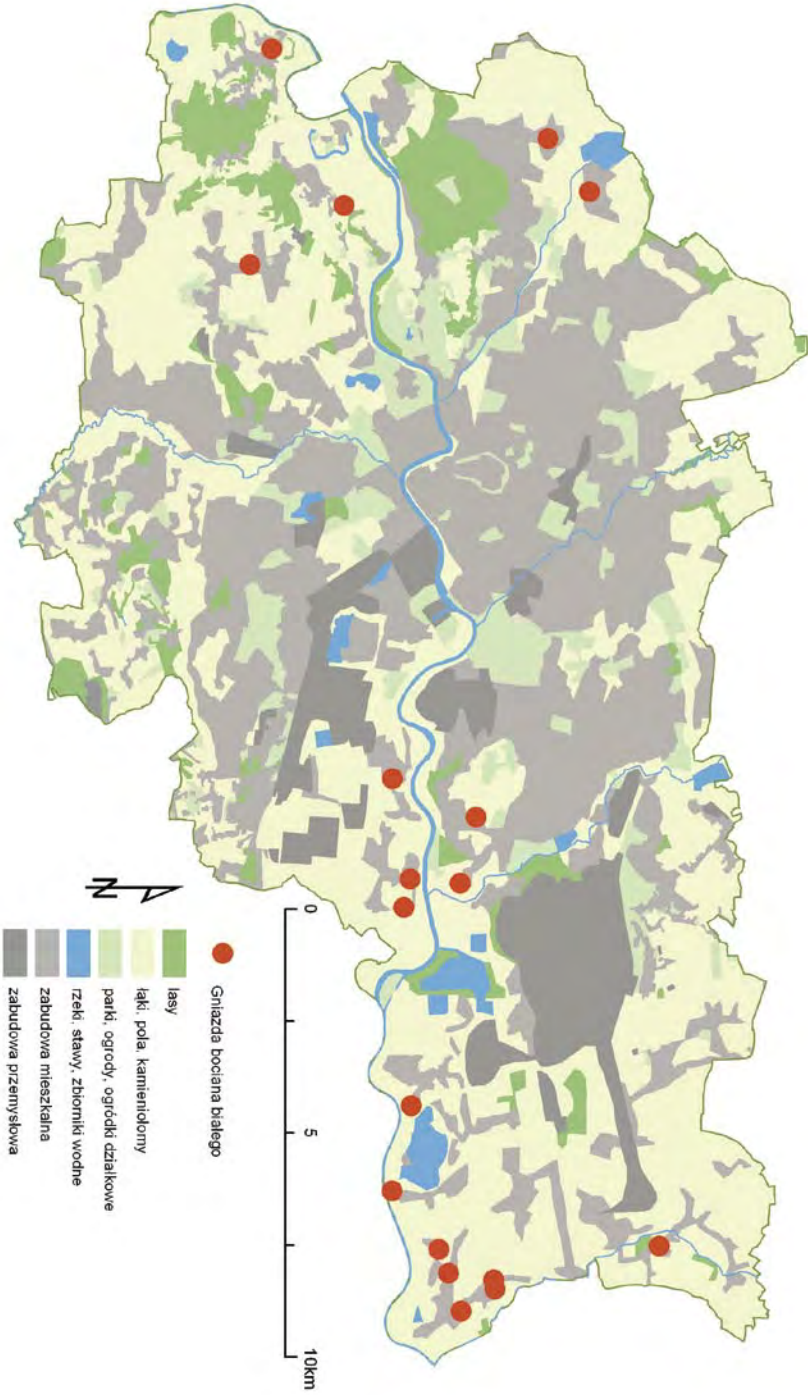 Gniazda bociana białego
lasy
łąki, pola, kamieniołomy
parki, ogrody, ogródki działkowe
rzeki, stawy, zbiorniki wodne
zabudowa mieszkalna
zabudowa przemysłowa
N
0
5
10km